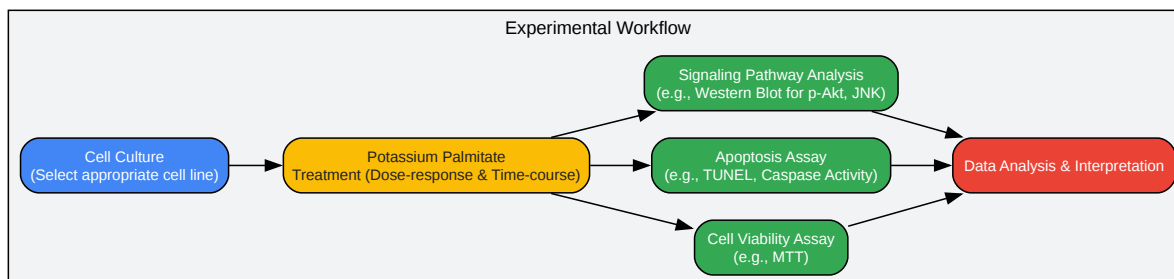 Experimental Workflow
Cell Culture
(Select appropriate cell line)
Potassium Palmitate
Treatment (Dose-response & Time-course)
Signaling Pathway Analysis
(e.g., Western Blot for p-Akt, JNK)
Apoptosis Assay
(e.g., TUNEL, Caspase Activity)
Cell Viability Assay
(e.g., MTT)
Data Analysis & Interpretation